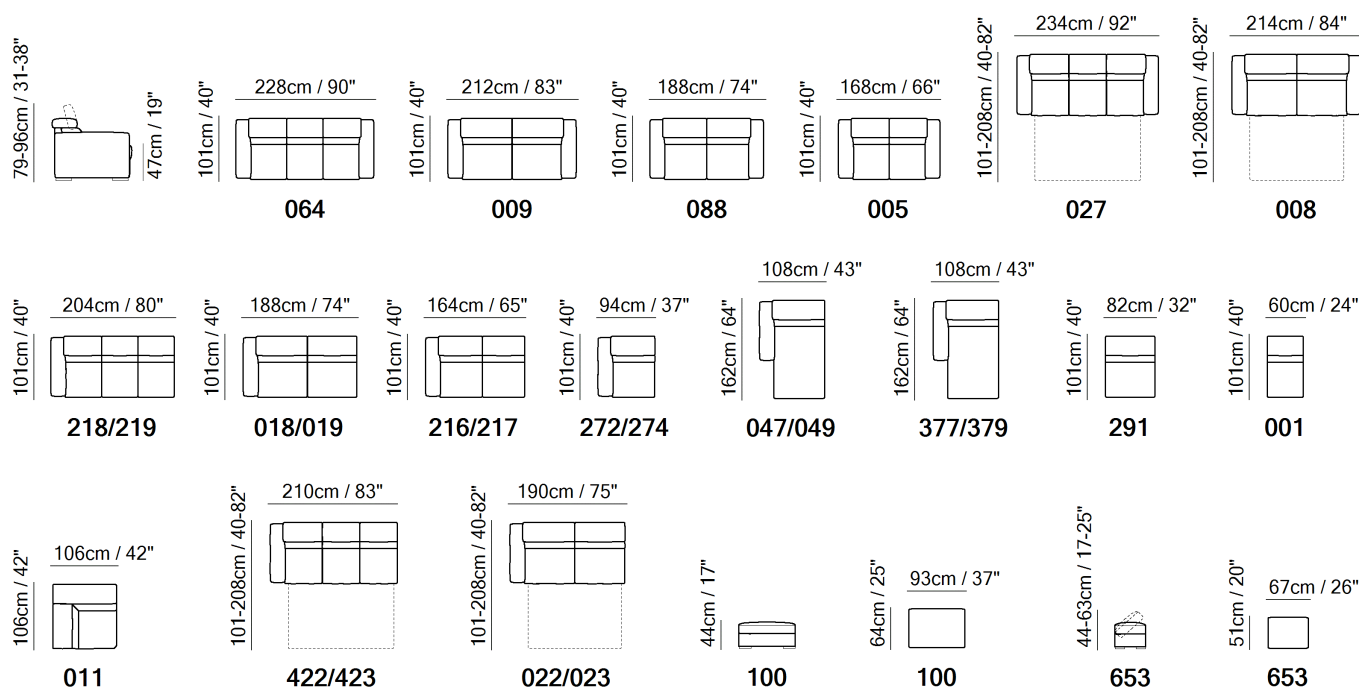 79-96cm / 31-38"
47cm / 19"
228cm / 90"
101cm / 40"
064
212cm / 83"
101cm / 40"
009
188cm / 74"
101cm / 40"
088
168cm / 66"
101cm / 40"
005
234cm / 92"
101-208cm / 40-82"
027
214cm / 84"
101-208cm / 40-82"
008
204cm / 80"
101cm / 40"
218/219
188cm / 74"
101cm / 40"
018/019
164cm / 65"
101cm / 40"
216/217
94cm / 37"
101cm / 40"
272/274
108cm / 43"
162cm / 64"
047/049
108cm / 43"
162cm / 64"
377/379
82cm / 32"
101cm / 40"
291
60cm / 24"
101cm / 40"
001
106cm / 42"
106cm / 42"
011
210cm / 83"
101-208cm / 40-82"
422/423
190cm / 75"
101-208cm / 40-82"
022/023
44cm / 17"
100
93cm / 37"
64cm / 25"
100
44-63cm / 17-25"
653
67cm / 26"
51cm / 20"
653